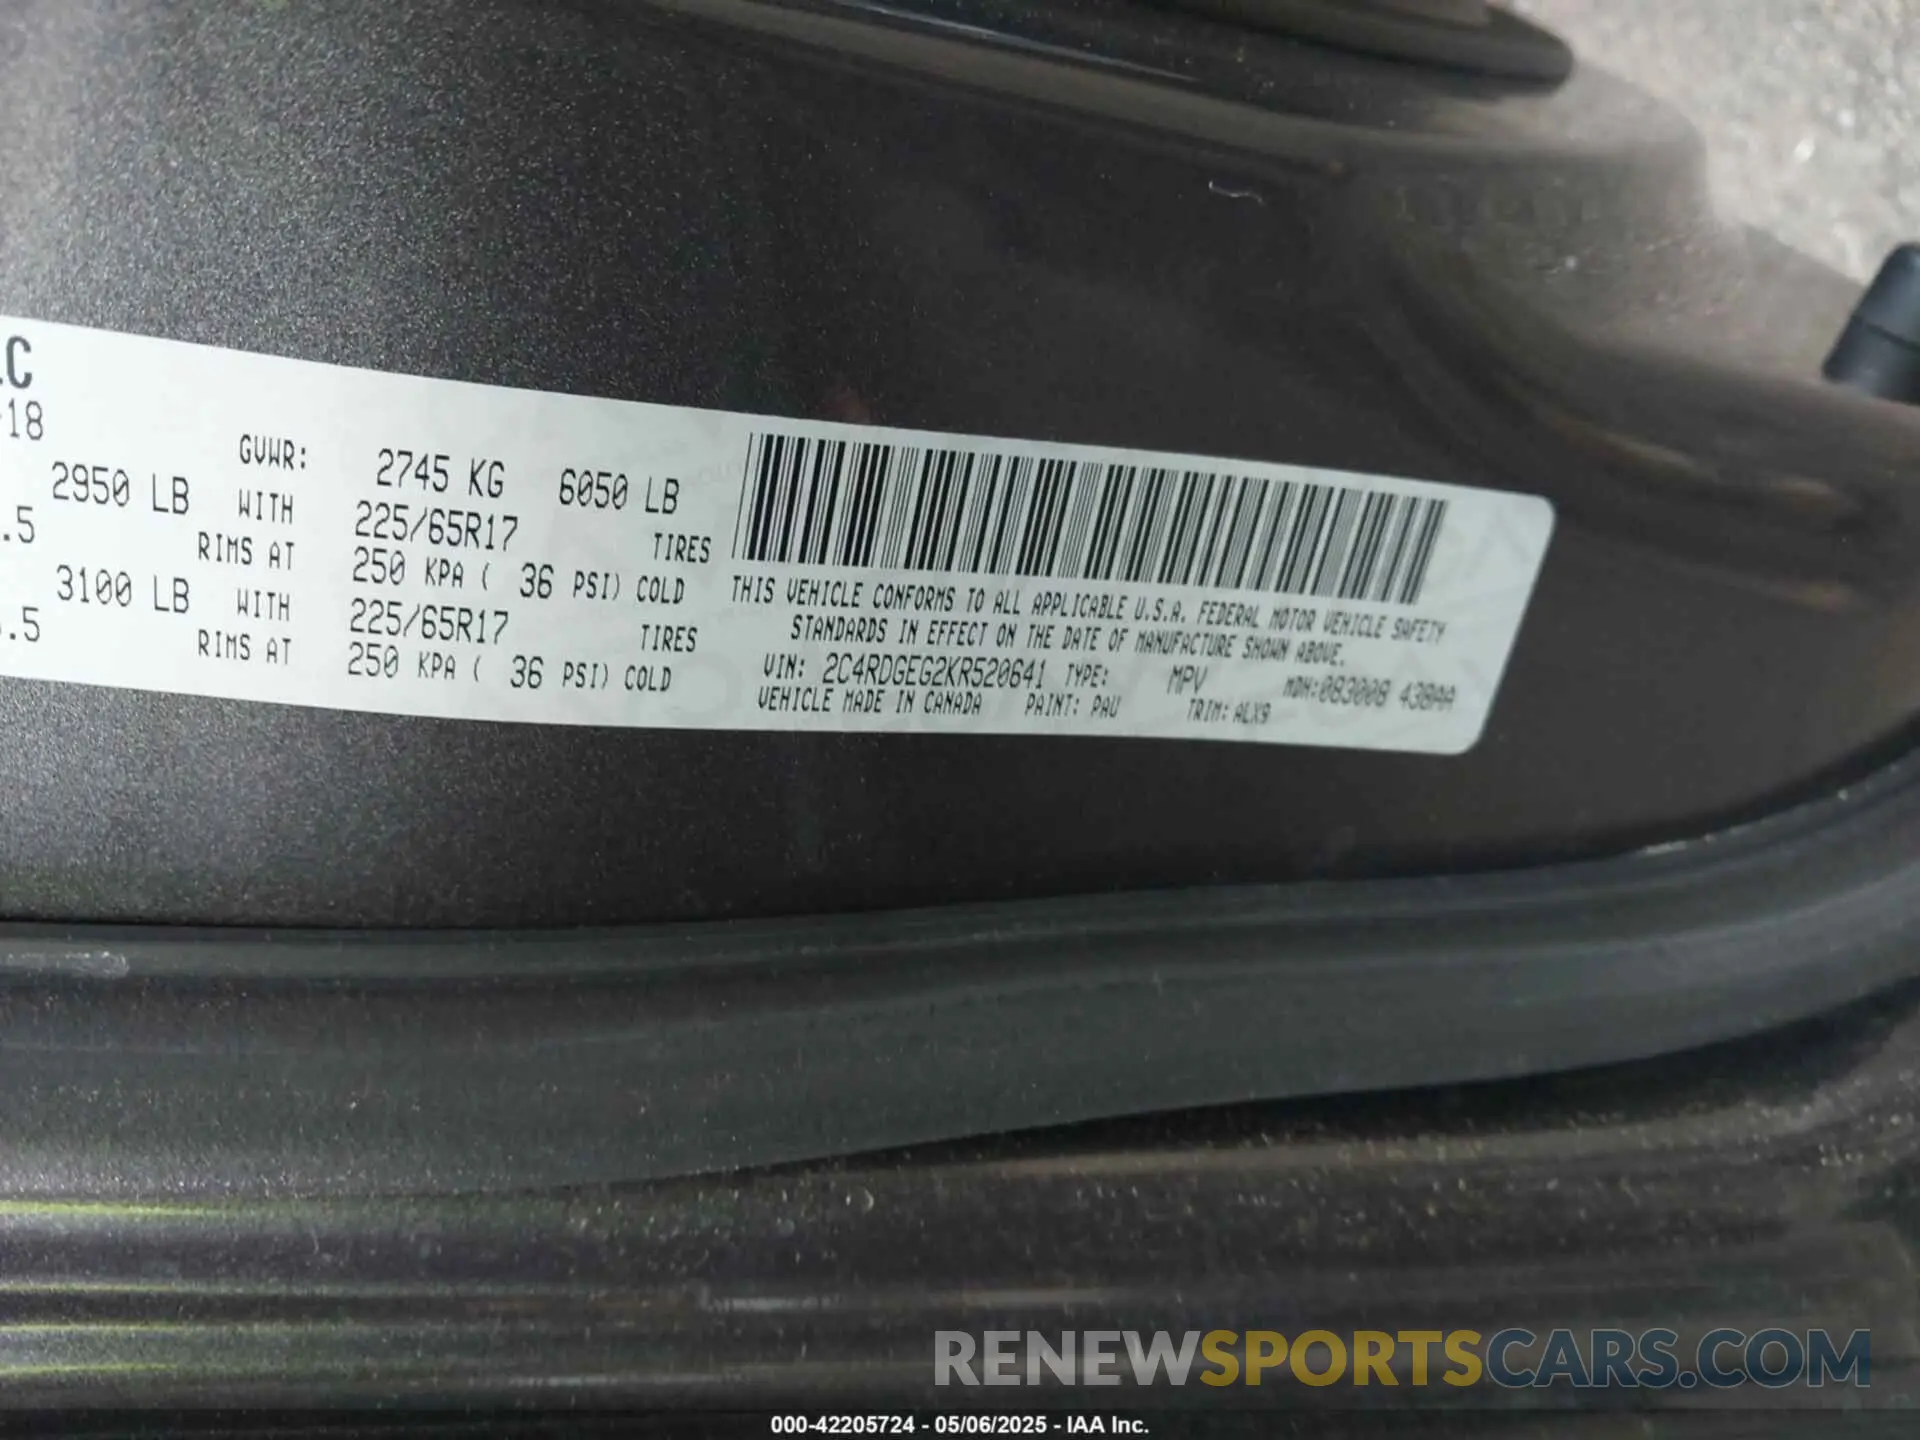 LC
-18
GVWR: 2745 KG 6050 LB
2950 LB WITH 225/65R17 TIRES
.5 RIMS AT 250 KPA ( 36 PSI) COLD
3100 LB WITH 225/65R17 TIRES
.5 RIMS AT 250 KPA ( 36 PSI) COLD
THIS VEHICLE CONFORMS TO ALL APPLICABLE U.S.A. FEDERAL MOTOR VEHICLE SAFETY
STANDARDS IN EFFECT ON THE DATE OF MANUFACTURE SHOWN ABOVE.
VIN: 2C4RDGEG2KR520641 TYPE: MPV MDH:083008 438AA
VEHICLE MADE IN CANADA PAINT: PAU TRIM: ALX9
RENEWSPORTSCARS.COM
000-42205724 - 05/06/2025 - IAA Inc.